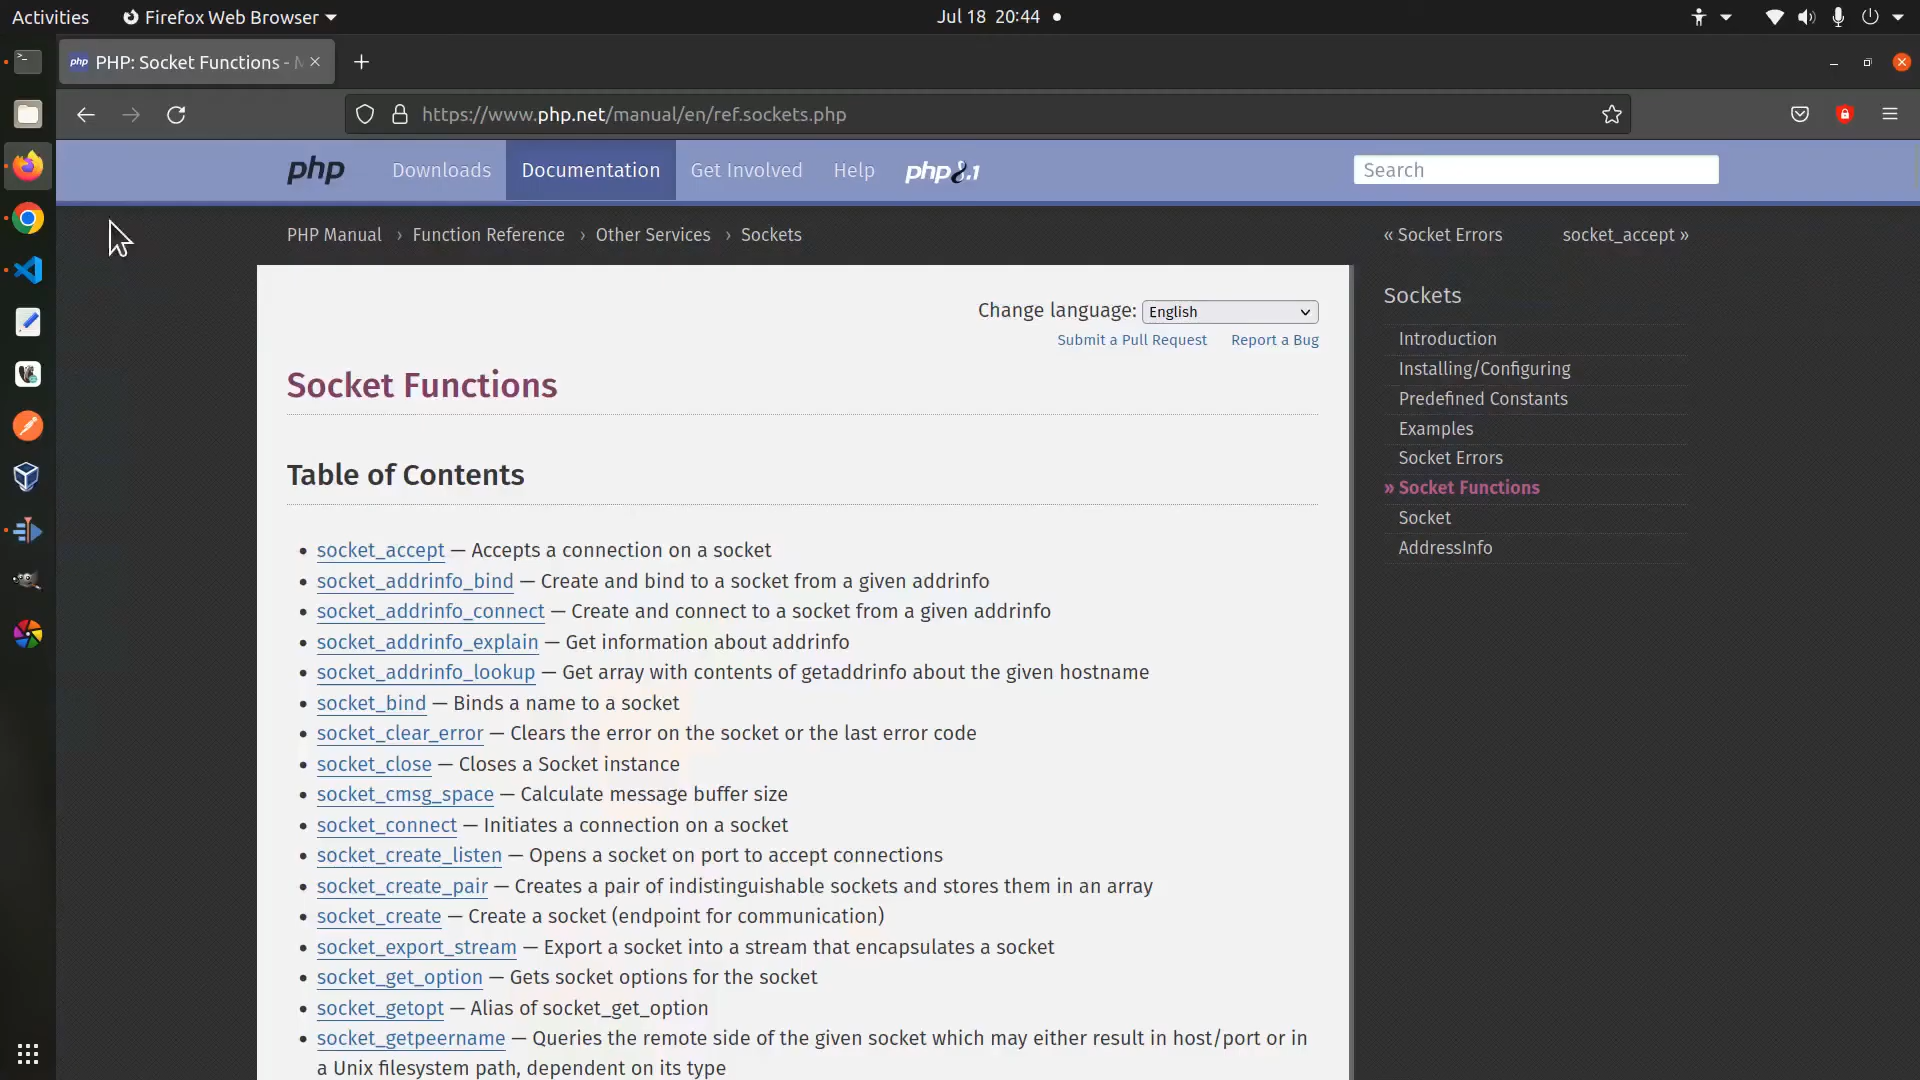 Activities
Firefox Web Browser
Jul 18 20:44
php PHP: Socket Functions -
https://www.php.net/manual/en/ref.sockets.php
php Downloads Documentation Get Involved Help php8.1 Search
PHP Manual › Function Reference › Other Services › Sockets
« Socket Errors socket_accept »
Change language: English
Submit a Pull Request Report a Bug
Socket Functions
Table of Contents
• socket_accept — Accepts a connection on a socket
• socket_addrinfo_bind — Create and bind to a socket from a given addrinfo
• socket_addrinfo_connect — Create and connect to a socket from a given addrinfo
• socket_addrinfo_explain — Get information about addrinfo
• socket_addrinfo_lookup — Get array with contents of getaddrinfo about the given hostname
• socket_bind — Binds a name to a socket
• socket_clear_error — Clears the error on the socket or the last error code
• socket_close — Closes a Socket instance
• socket_cmsg_space — Calculate message buffer size
• socket_connect — Initiates a connection on a socket
• socket_create_listen — Opens a socket on port to accept connections
• socket_create_pair — Creates a pair of indistinguishable sockets and stores them in an array
• socket_create — Create a socket (endpoint for communication)
• socket_export_stream — Export a socket into a stream that encapsulates a socket
• socket_get_option — Gets socket options for the socket
• socket_getopt — Alias of socket_get_option
• socket_getpeername — Queries the remote side of the given socket which may either result in host/port or in
a Unix filesystem path, dependent on its type
Sockets
Introduction
Installing/Configuring
Predefined Constants
Examples
Socket Errors
» Socket Functions
Socket
AddressInfo